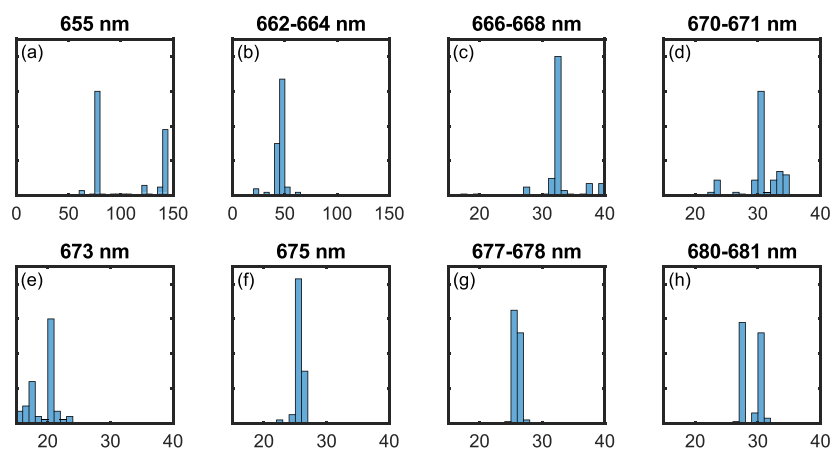 655 nm 662-664 nm 666-668 nm 670-671 nm
(a) (b) (c) (d)
0 50 100 150 0 50 100 150 20 30 40 20 30 40
673 nm 675 nm 677-678 nm 680-681 nm
(e) (f) (g) (h)
20 30 40 20 30 40 20 30 40 20 30 40